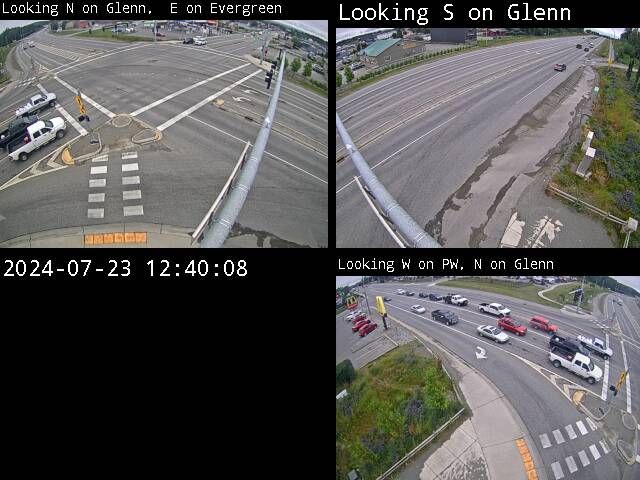 Looking N on Glenn,  E on Evergreen
Looking S on Glenn
2024-07-23 12:40:08
Looking W on PW, N on Glenn